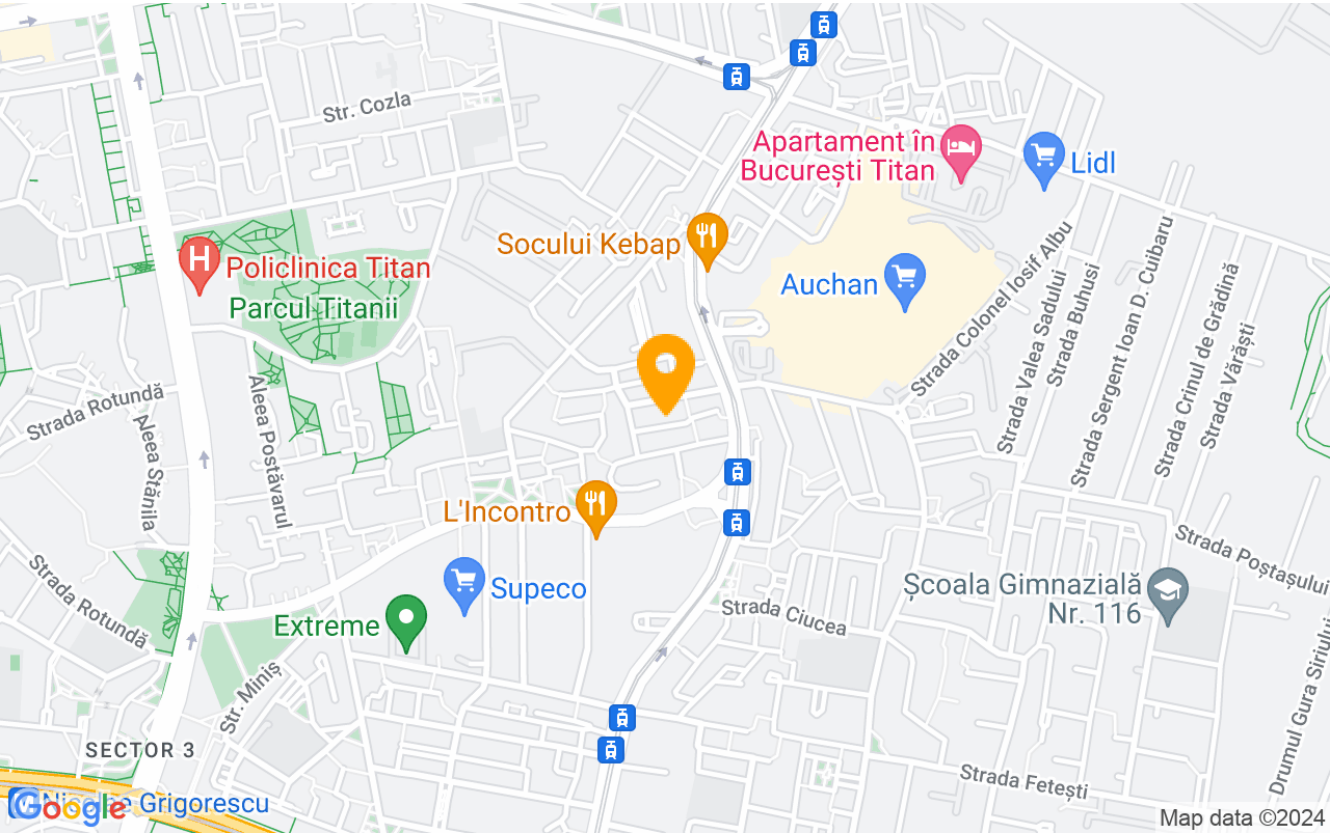 Str. Cozla
Apartament în
București Titan
Lidl
Socului Kebap
Policlinica Titan
Parcul Titanii
Auchan
Strada Colonel Iosif Albu
Strada Valea Sadului
Strada Buhusi
Strada Sergent Ioan D. Cuibaru
Strada Crinul de Grădină
Strada Vărăști
Strada Rotundă
Aleea Stănila
Aleea Postăvarul
L'Incontro
Supeco
Extreme
Strada Rotundă
Strada Ciucea
Școala Gimnazială
Nr. 116
Strada Poștașului
Str. Miniș
SECTOR 3
Strada Fetești
Drumul Gura Siriului
Grigorescu
Google
Map data ©2024